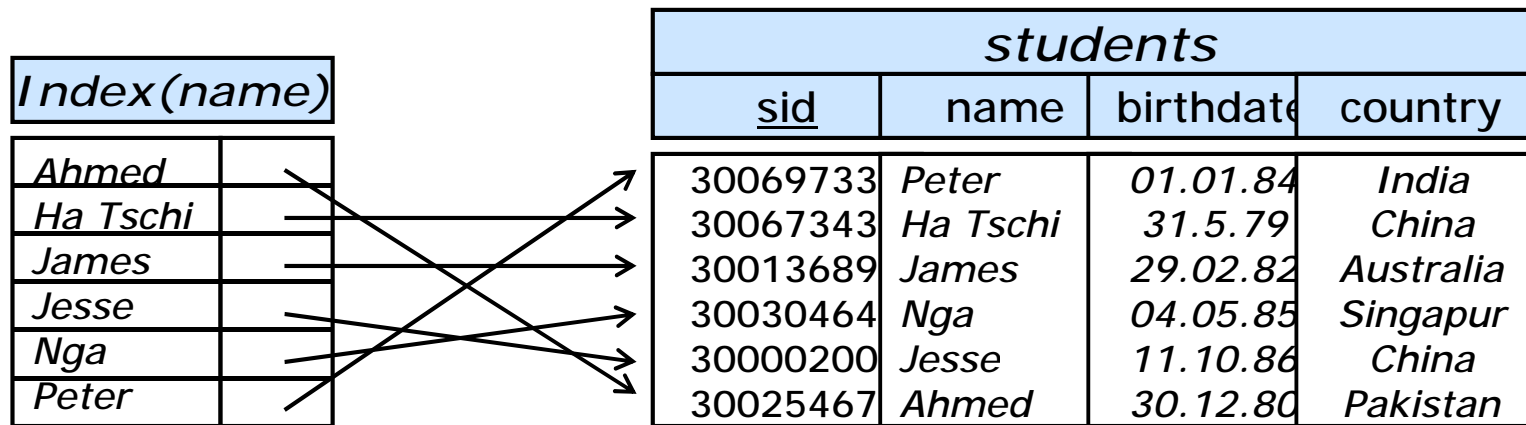 Index(name)
Ahmed
Ha Tschi
James
Jesse
Nga
Peter
students
sid name birthdate country
30069733 Peter 01.01.84 India
30067343 Ha Tschi 31.5.79 China
30013689 James 29.02.82 Australia
30030464 Nga 04.05.85 Singapur
30000200 Jesse 11.10.86 China
30025467 Ahmed 30.12.80 Pakistan